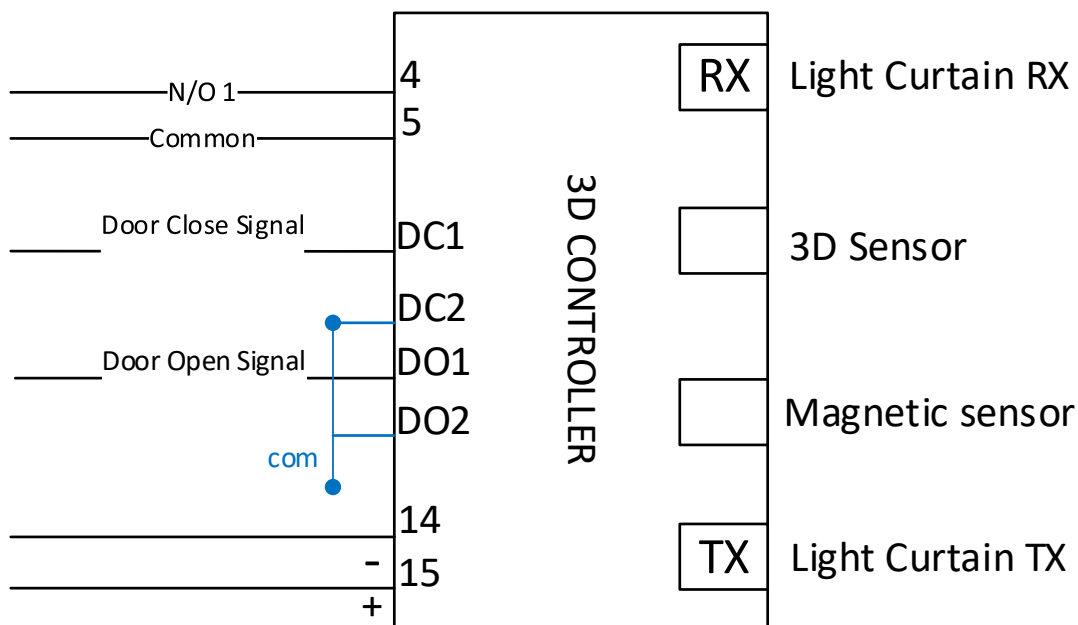 N/O 1
4
Common
5
Door Close Signal
DC1
DC2
Door Open Signal
DO1
DO2
com
14
-
15
+
3D CONTROLLER
RX
Light Curtain RX
3D Sensor
Magnetic sensor
TX
Light Curtain TX